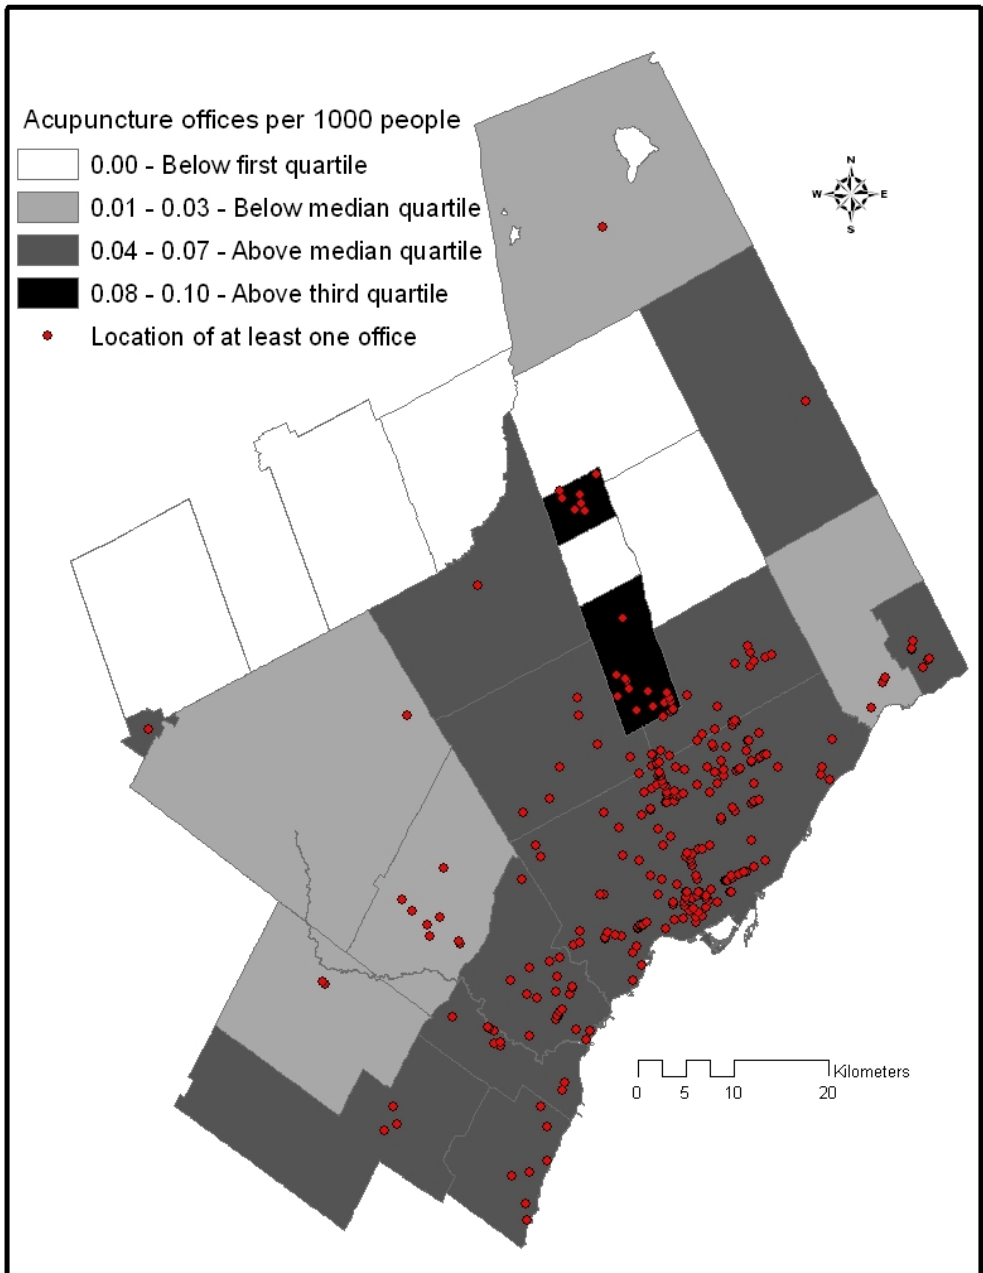 Acupuncture offices per 1000 people
0.00 - Below first quartile
0.01 - 0.03 - Below median quartile
0.04 - 0.07 - Above median quartile
0.08 - 0.10 - Above third quartile
Location of at least one office
N
W E
S
Kilometers
0 5 10 20